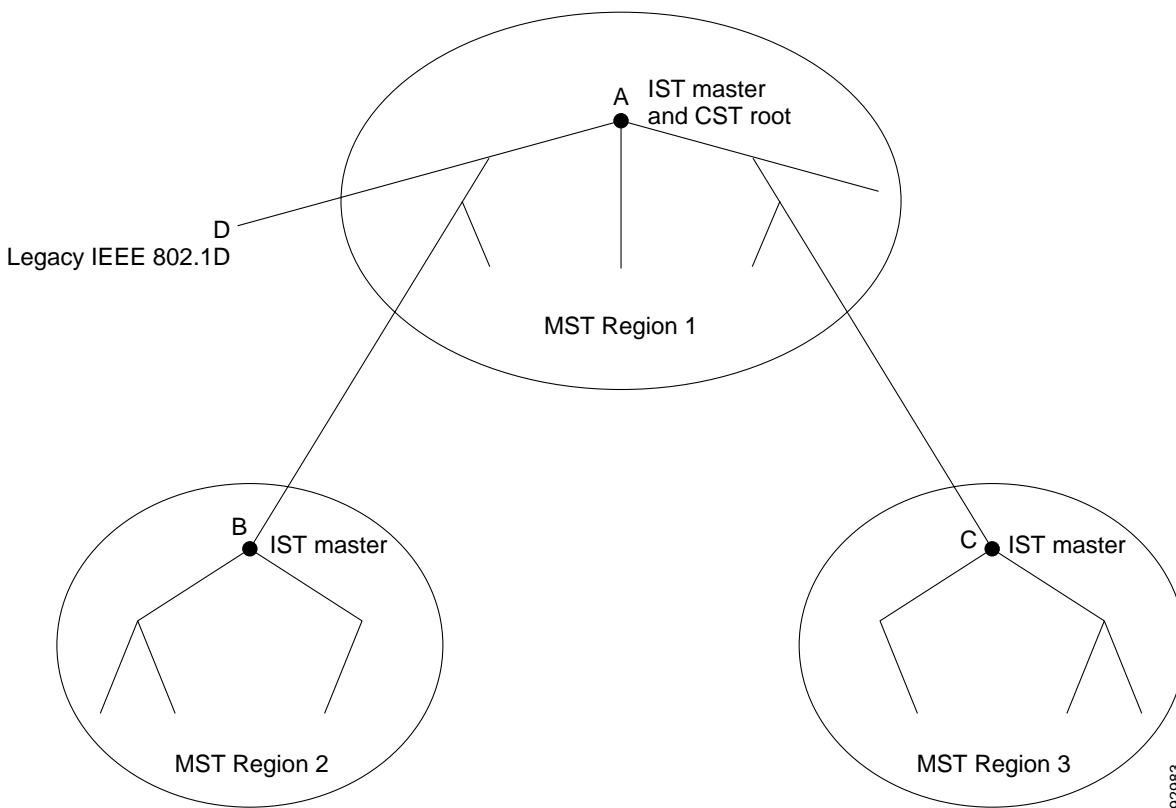 A
IST master
and CST root
D
Legacy IEEE 802.1D
MST Region 1
B
IST master
C
IST master
MST Region 2
MST Region 3